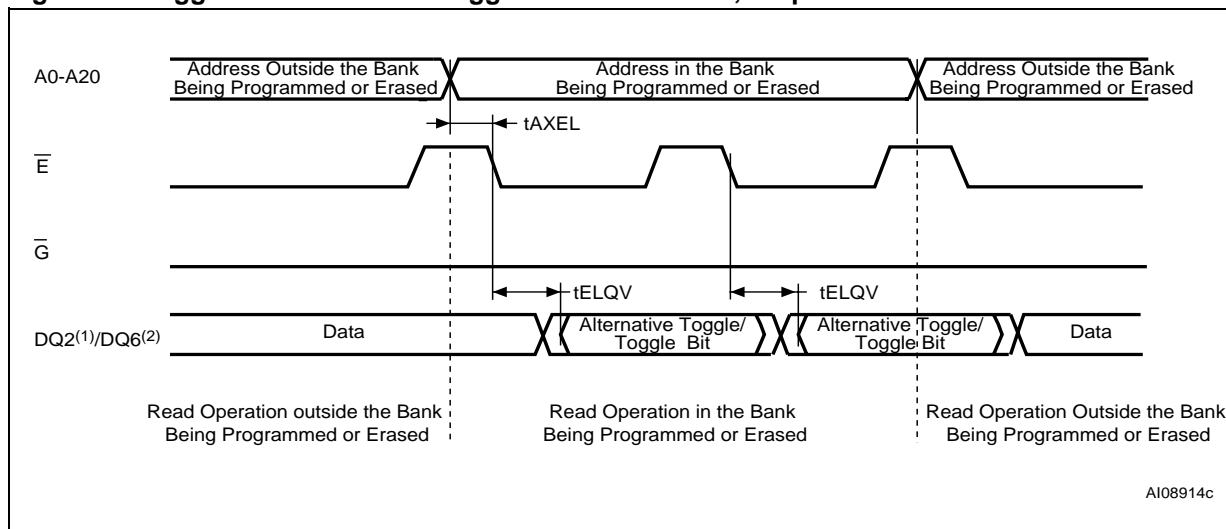 A0-A20
Address Outside the Bank
Being Programmed or Erased
Address in the Bank
Being Programmed or Erased
Address Outside the Bank
Being Programmed or Erased
tAXEL
E
G
tELQV
tELQV
DQ2(1)/DQ6(2)
Data
Alternative Toggle/
Toggle Bit
Alternative Toggle/
Toggle Bit
Data
Read Operation outside the Bank
Being Programmed or Erased
Read Operation in the Bank
Being Programmed or Erased
Read Operation Outside the Bank
Being Programmed or Erased
AI08914c